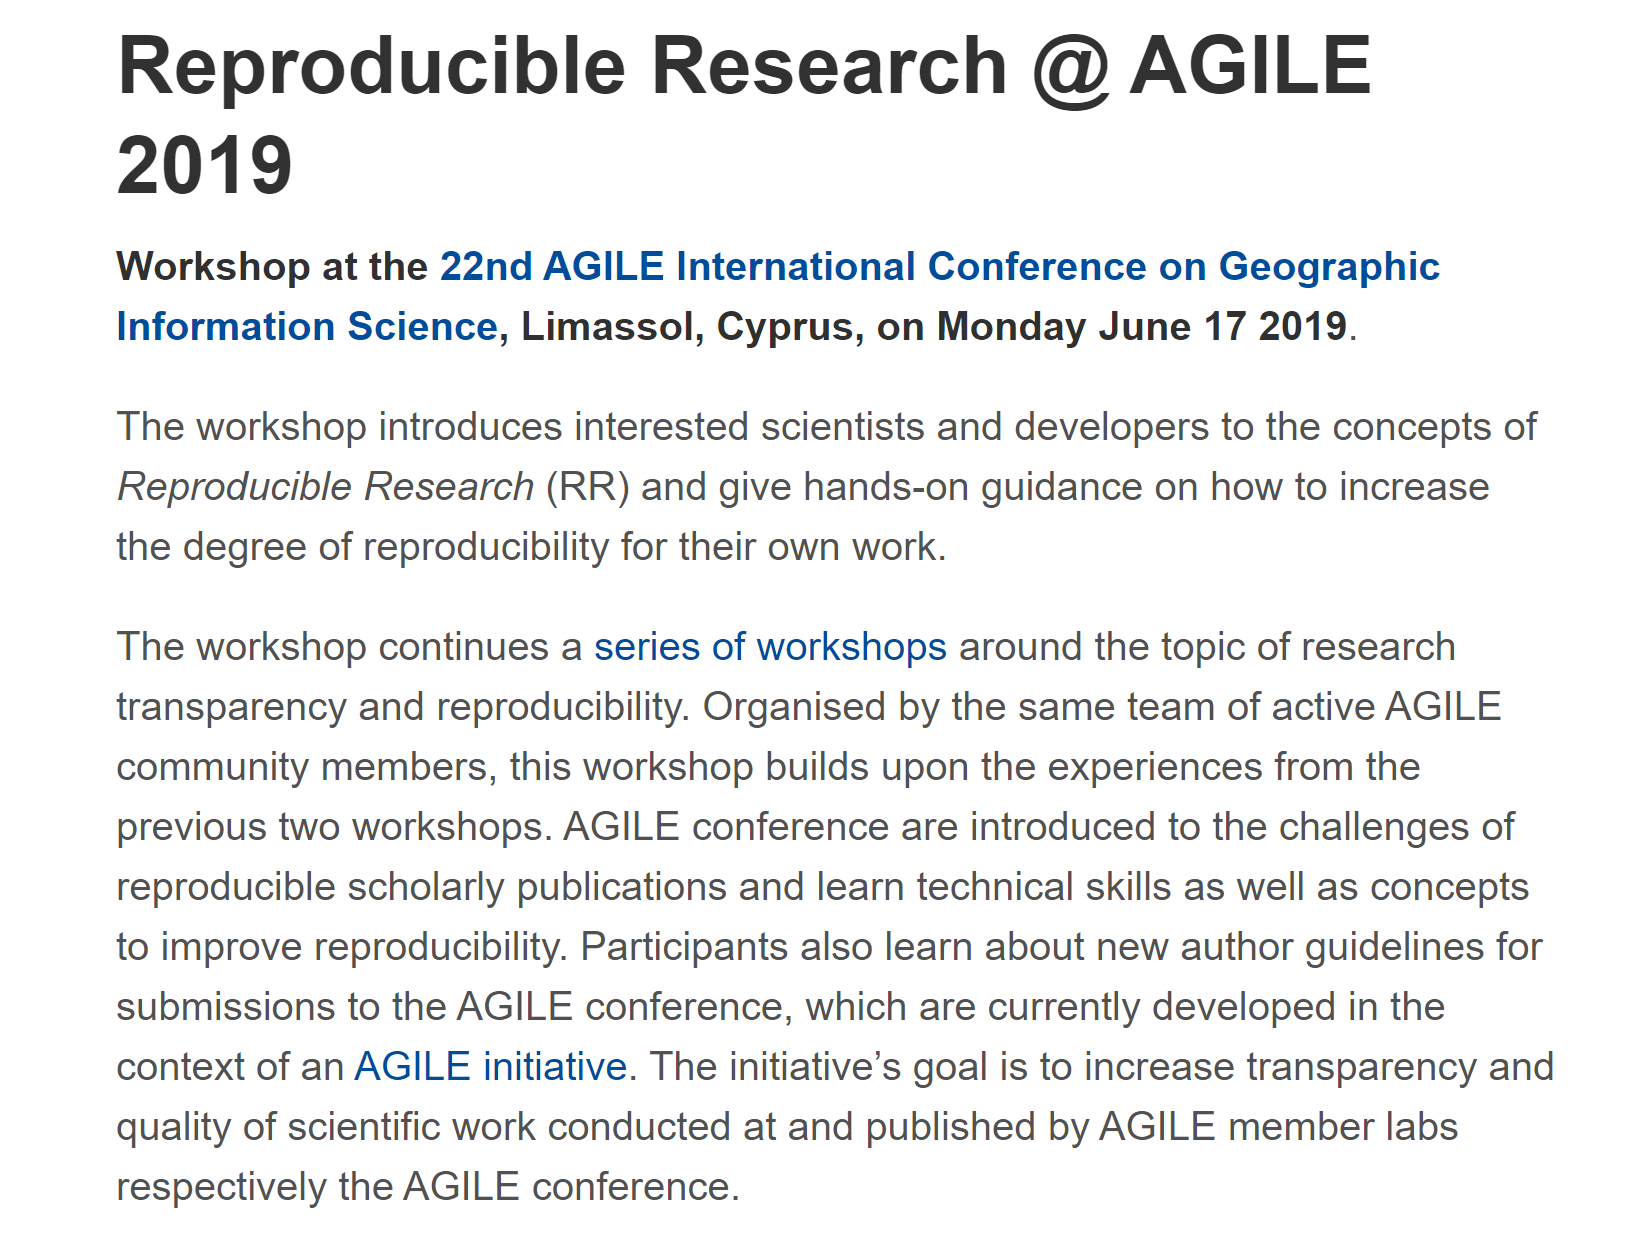 Reproducible Research @ AGILE
2019
Workshop at the 22nd AGILE International Conference on Geographic
Information Science, Limassol, Cyprus, on Monday June 17 2019.
The workshop introduces interested scientists and developers to the concepts of
Reproducible Research (RR) and give hands-on guidance on how to increase
the degree of reproducibility for their own work.
The workshop continues a series of workshops around the topic of research
transparency and reproducibility. Organised by the same team of active AGILE
community members, this workshop builds upon the experiences from the
previous two workshops. AGILE conference are introduced to the challenges of
reproducible scholarly publications and learn technical skills as well as concepts
to improve reproducibility. Participants also learn about new author guidelines for
submissions to the AGILE conference, which are currently developed in the
context of an AGILE initiative. The initiative’s goal is to increase transparency and
quality of scientific work conducted at and published by AGILE member labs
respectively the AGILE conference.